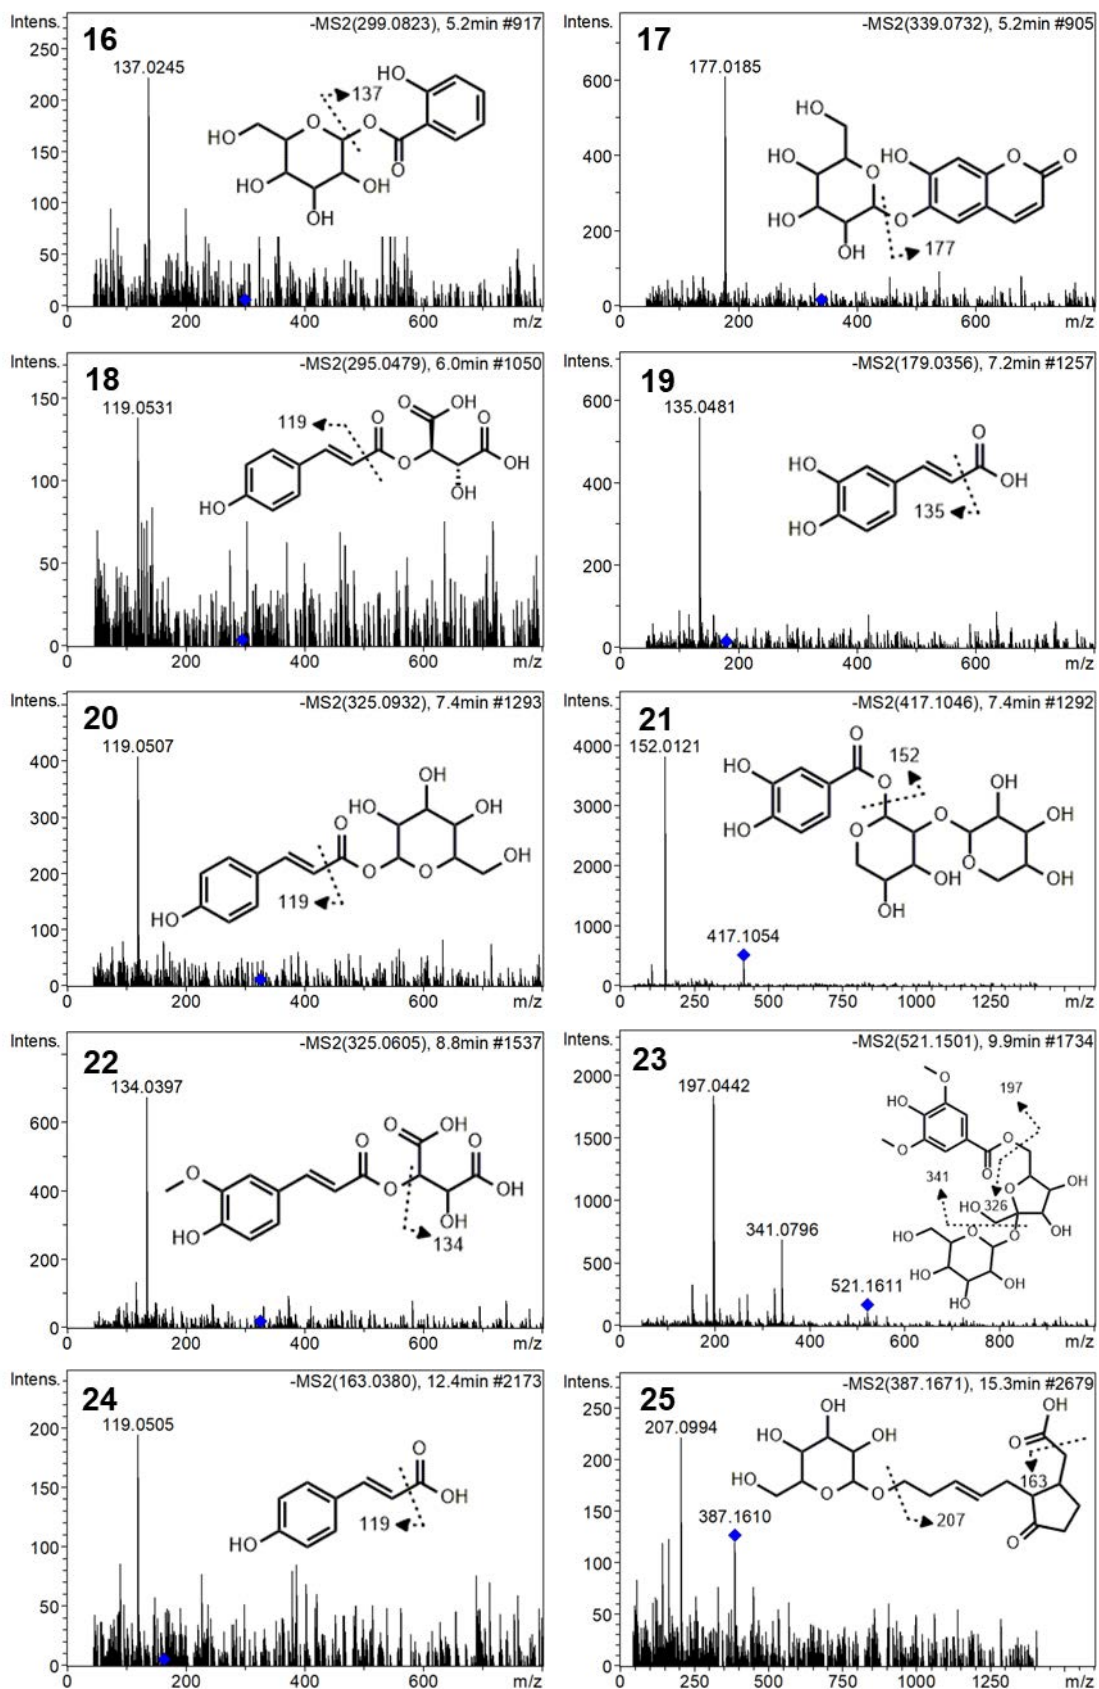 Intens.
-MS2(299.0823), 5.2min #917
16
250
200
150
100
50
0
137.0245
HO
O
O
137
HO
O
HO
OH
OH
0 200 400 600 m/z
Intens.
-MS2(339.0732), 5.2min #905
17
600
400
200
0
177.0185
HO
HO
HO
O
O
O
HO
O
OH
177
0 200 400 600 m/z
Intens.
-MS2(295.0479), 6.0min #1050
18
150
100
50
0
119.0531
119
O
O
OH
O
O
OH
OH
HO
0 200 400 600 m/z
Intens.
-MS2(179.0356), 7.2min #1257
19
600
400
200
0
135.0481
O
HO
OH
HO
135
0 200 400 600 m/z
Intens.
-MS2(325.0932), 7.4min #1293
20
400
300
200
100
0
119.0507
OH
HO
OH
O
OH
O
O
HO
119
0 200 400 600 m/z
Intens.
-MS2(417.1046), 7.4min #1292
21
4000
3000
2000
1000
0
152.0121
O
152
HO
O
OH
HO
O
OH
O
O
OH
OH
OH
417.1054
0 250 500 750 1000 1250 m/z
Intens.
-MS2(325.0605), 8.8min #1537
22
600
400
200
0
134.0397
O
OH
O
O
O
O
OH
HO
OH
134
0 200 400 600 m/z
Intens.
-MS2(521.1501), 9.9min #1734
23
2000
1500
1000
500
0
197.0442
341.0796
521.1611
O
HO
197
O
O
O
341
O
OH
HO
326
HO
O
O
OH
HO
OH
HO
0 200 400 600 800 m/z
Intens.
-MS2(163.0380), 12.4min #2173
24
200
150
100
50
0
119.0505
O
OH
119
HO
0 200 400 600 m/z
Intens.
-MS2(387.1671), 15.3min #2679
25
250
200
150
100
50
0
207.0994
387.1610
OH
HO
OH
HO
O
O
OH
O
163
207
O
0 250 500 750 1000 1250 m/z